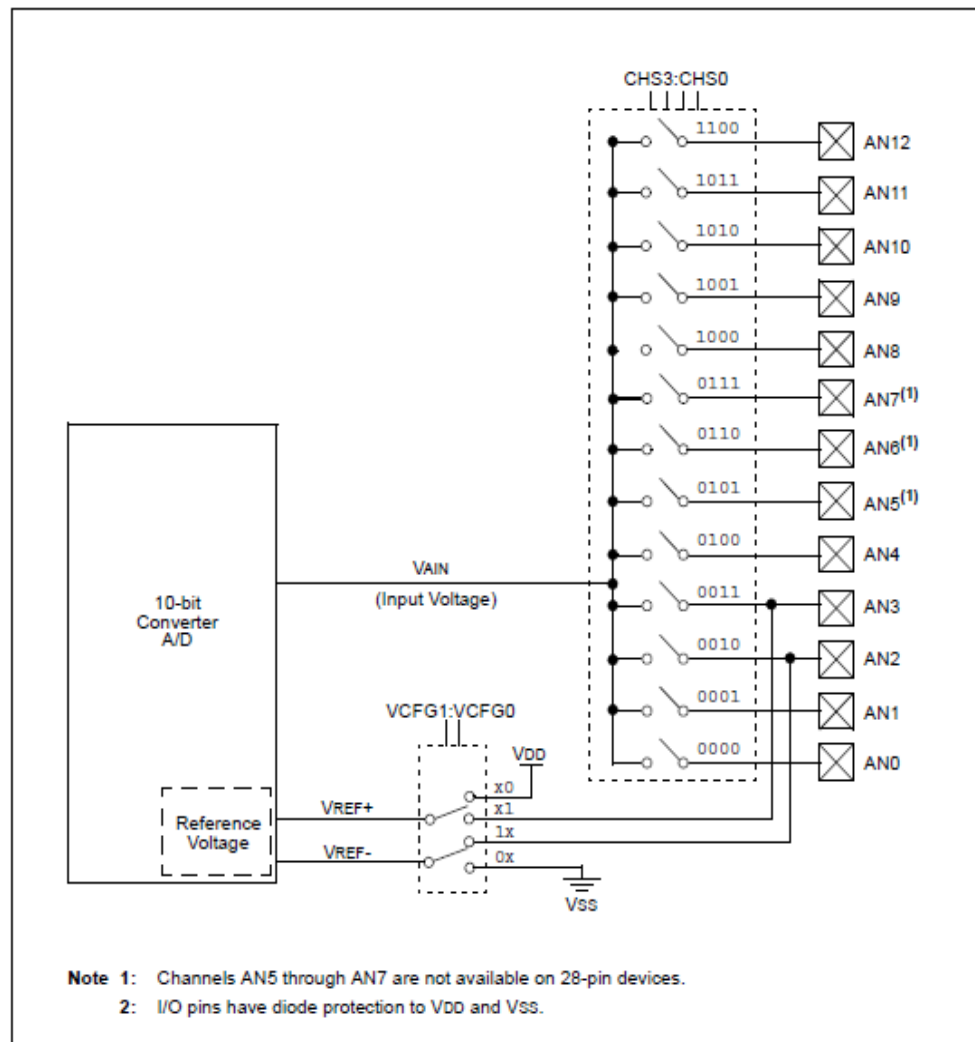 CHS3:CHS0
1100 AN12
1011 AN11
1010 AN10
1001 AN9
1000 AN8
0111 AN7(1)
0110 AN6(1)
0101 AN5(1)
0100 AN4
VAIN
(Input Voltage)
10-bit
Converter
A/D
0011 AN3
0010 AN2
0001 AN1
0000 AN0
VCFG1:VCFG0
VDD
x0
x1
1x
0x
VREF+
VREF-
Reference
Voltage
VSS
Note 1: Channels AN5 through AN7 are not available on 28-pin devices.
2: I/O pins have diode protection to VDD and VSS.